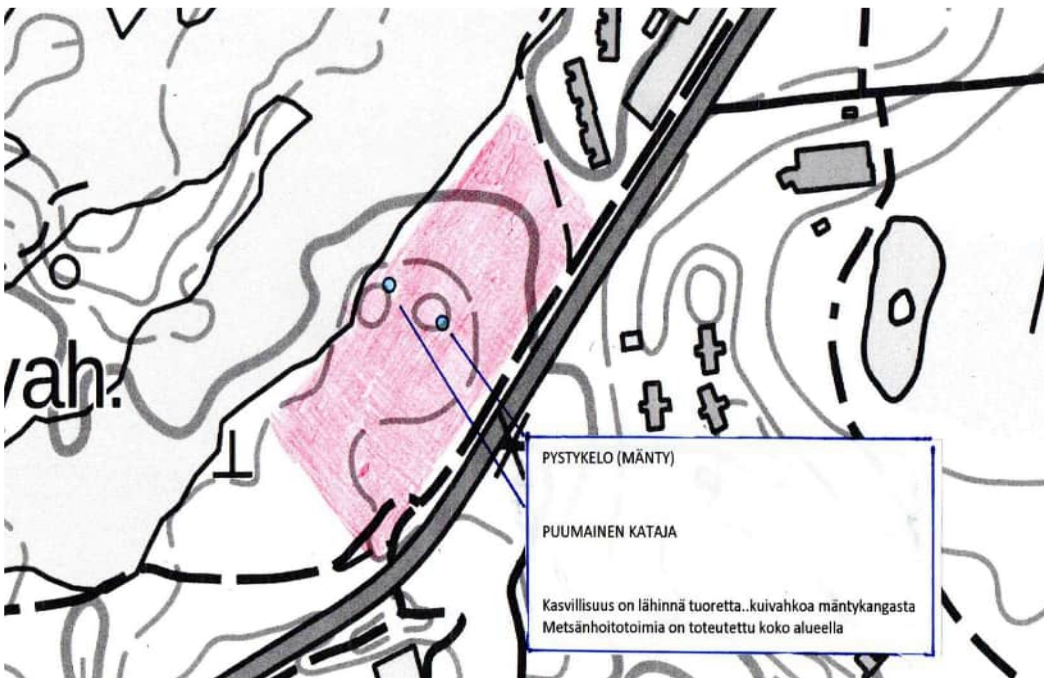 vah.
PYSTYKELO (MÄNTY)
PUUMAINEN KATAJA
Kasvillisuus on lähinnä tuoretta..kuivahkoa mäntykangasta
Metsänhoitotoimia on toteutettu koko alueella